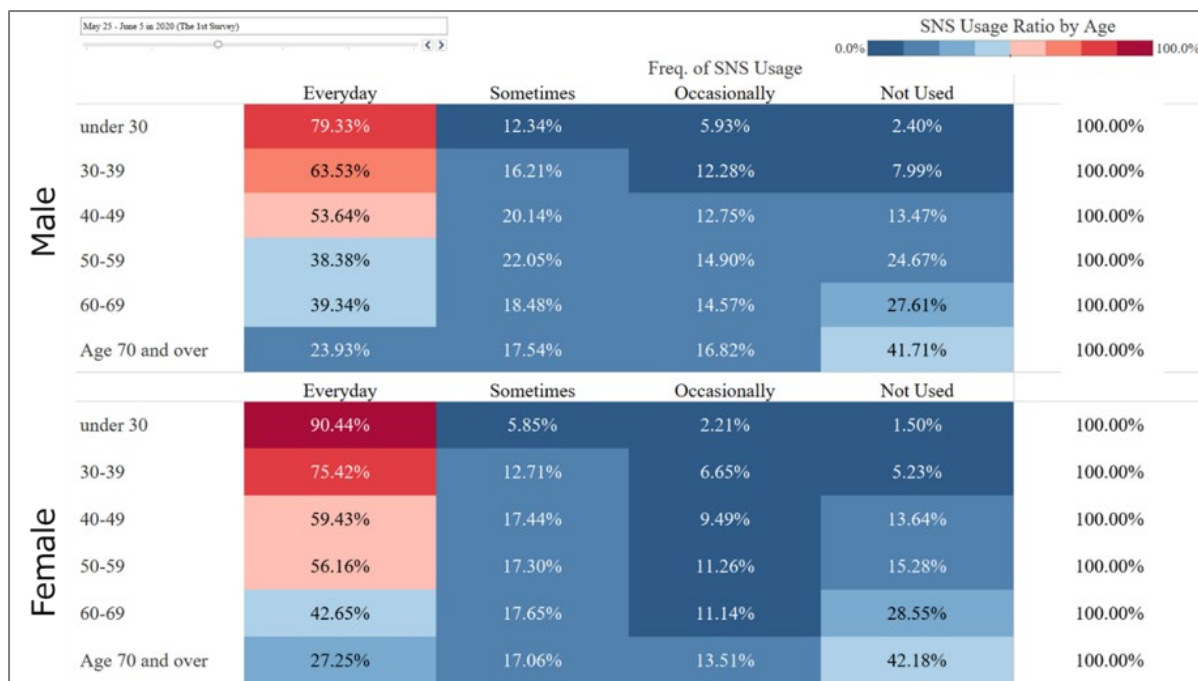 May 25 - June 5 in 2020 (The 1st Survey)
SNS Usage Ratio by Age
0.0% 100.0%
Freq. of SNS Usage
Male
Everyday Sometimes Occasionally Not Used
under 30 79.33% 12.34% 5.93% 2.40% 100.00%
30-39 63.53% 16.21% 12.28% 7.99% 100.00%
40-49 53.64% 20.14% 12.75% 13.47% 100.00%
50-59 38.38% 22.05% 14.90% 24.67% 100.00%
60-69 39.34% 18.48% 14.57% 27.61% 100.00%
Age 70 and over 23.93% 17.54% 16.82% 41.71% 100.00%
Female
Everyday Sometimes Occasionally Not Used
under 30 90.44% 5.85% 2.21% 1.50% 100.00%
30-39 75.42% 12.71% 6.65% 5.23% 100.00%
40-49 59.43% 17.44% 9.49% 13.64% 100.00%
50-59 56.16% 17.30% 11.26% 15.28% 100.00%
60-69 42.65% 17.65% 11.14% 28.55% 100.00%
Age 70 and over 27.25% 17.06% 13.51% 42.18% 100.00%